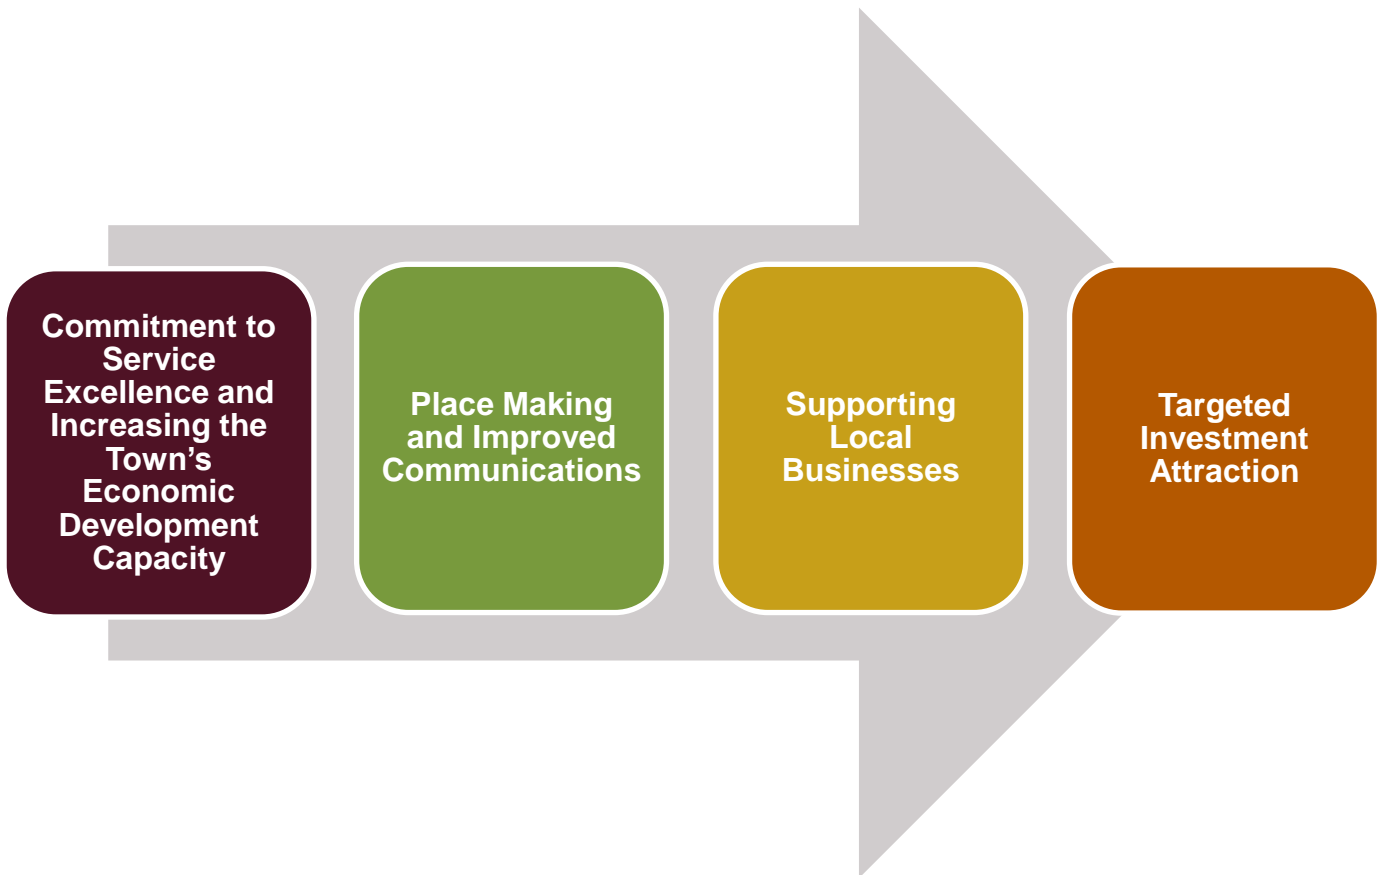 Commitment to
Service
Excellence and
Increasing the
Town’s
Economic
Development
Capacity
Place Making
and Improved
Communications
Supporting
Local
Businesses
Targeted
Investment
Attraction